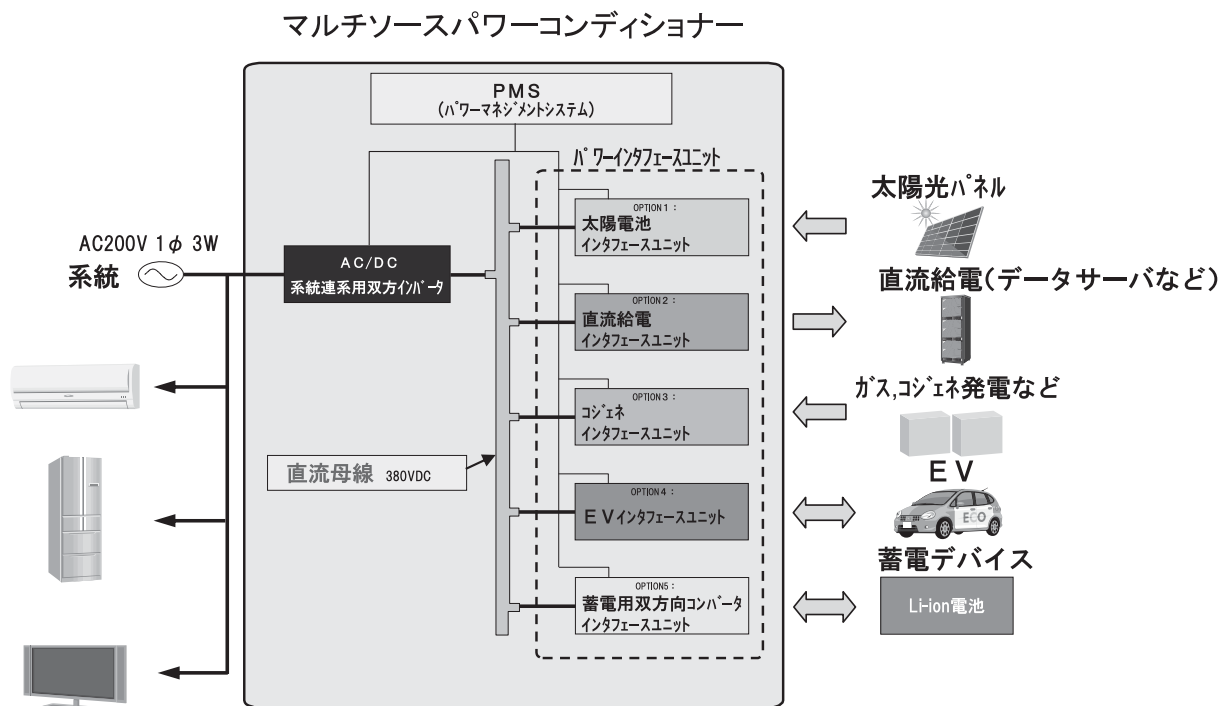 マルチソースパワーコンディショナー
PMS
(パワーマネジメントシステム)
パワーインタフェースユニット
AC200V 1φ 3W
系統
AC/DC
系統連系用双方インバータ
直流母線 380VDC
OPTION 1 :
太陽電池
インタフェースユニット
OPTION 2 :
直流給電
インタフェースユニット
OPTION 3 :
コジェネ
インタフェースユニット
OPTION 4 :
EVインタフェースユニット
OPTION5 :
蓄電用双方向コンバータ
インタフェースユニット
太陽光パネル
直流給電(データサーバなど)
ガス,コジェネ発電など
EV
ECO
蓄電デバイス
Li-ion電池